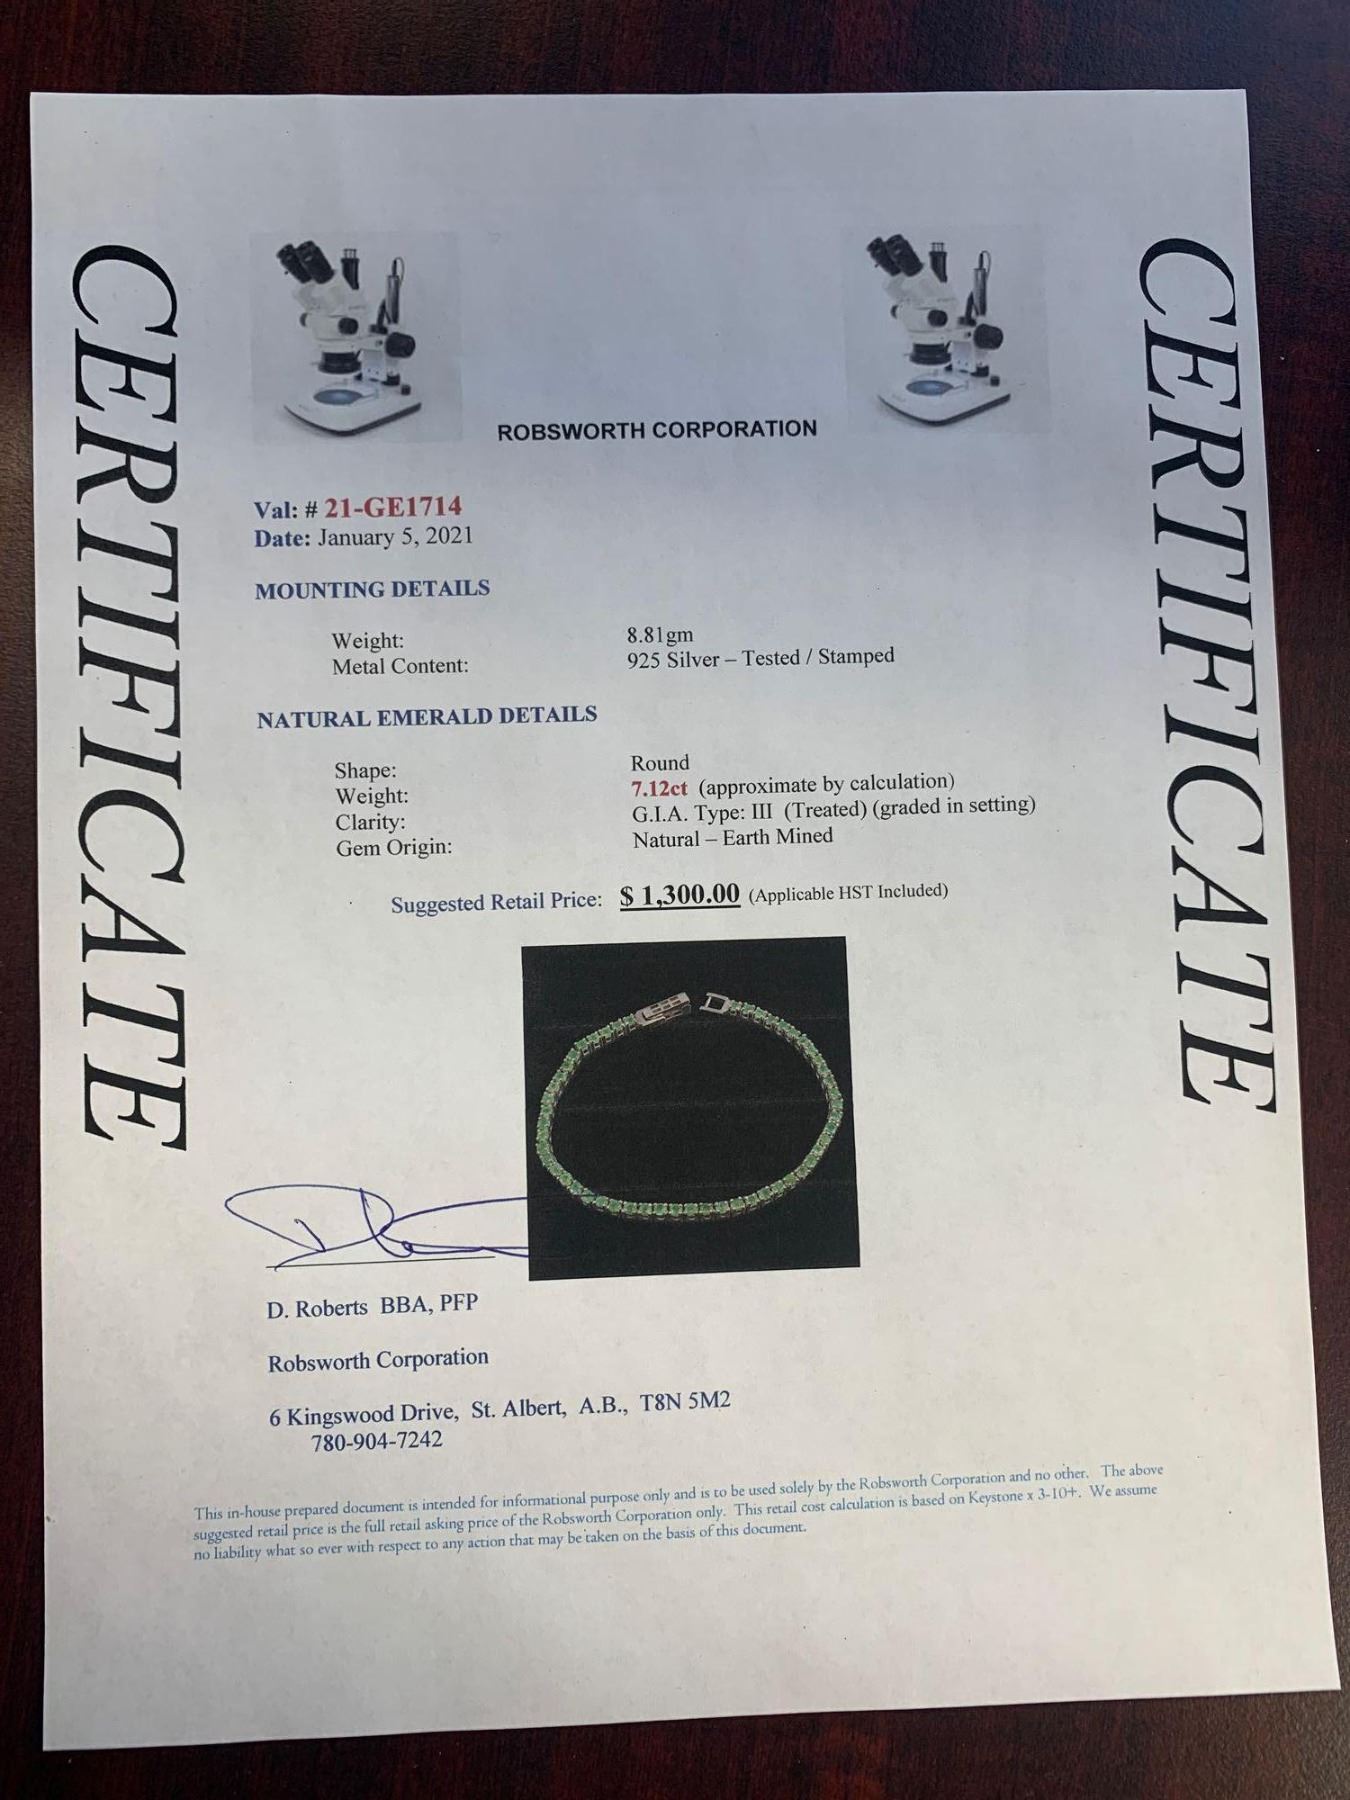 CERTIFICATE
CERTIFICATE
ROBSWORTH CORPORATION
Val: # 21-GE1714
Date: January 5, 2021
MOUNTING DETAILS
Weight: 8.81gm
Metal Content: 925 Silver – Tested / Stamped
NATURAL EMERALD DETAILS
Shape: Round
Weight: 7.12ct (approximate by calculation)
Clarity: G.I.A. Type: III (Treated) (graded in setting)
Gem Origin: Natural – Earth Mined
Suggested Retail Price: $ 1,300.00 (Applicable HST Included)
D. Roberts BBA, PFP
Robsworth Corporation
6 Kingswood Drive, St. Albert, A.B., T8N 5M2
780-904-7242
This in-house prepared document is intended for informational purpose only and is to be used solely by the Robsworth Corporation and no other. The above
suggested retail price is the full retail asking price of the Robsworth Corporation only. This retail cost calculation is based on Keystone x 3-10+. We assume
no liability what so ever with respect to any action that may be taken on the basis of this document.